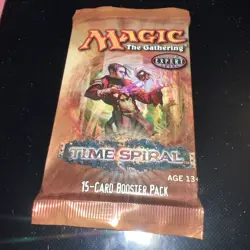 MAGIC
The Gathering
EXPERT
TIME SPIRAL
AGE 13+
15-CARD BOOSTER PACK